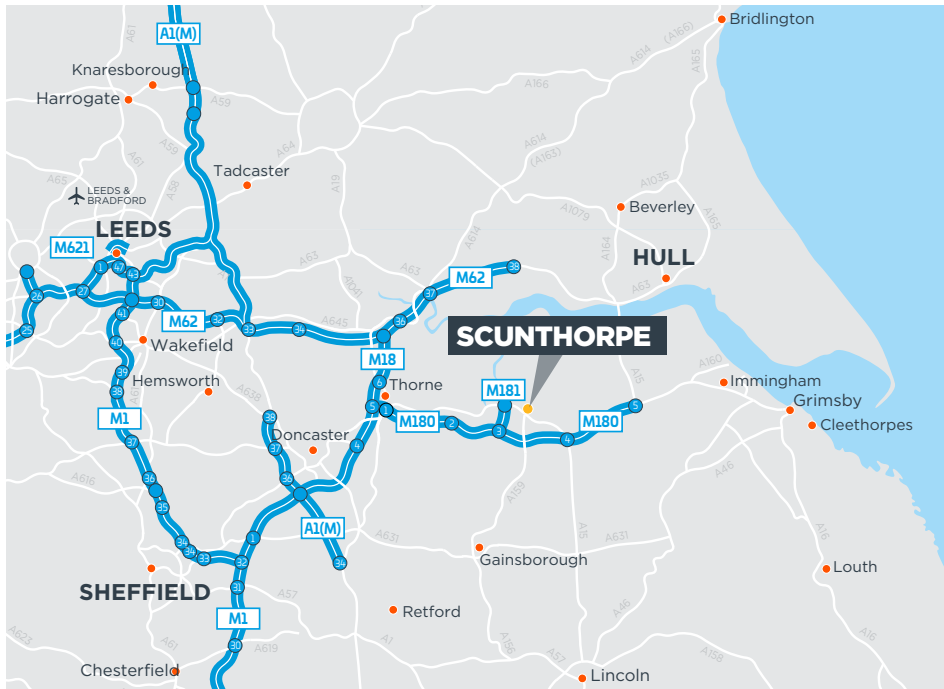 A61
A1(M)
Bridlington
A614
(A166)
A165
Knaresborough
Harrogate
A59
A166
A59
A64
A614
(A163)
A61
A65
A58
A19
Tadcaster
A1035
LEEDS &
BRADFORD
Beverley
A1079
A165
LEEDS
M621
A614
A164
HULL
1
47
43
A63
A63
M62
38
26
27
30
A1041
37
A63
41
M62
32
33
34
A645
36
25
40
Wakefield
M18
SCUNTHORPE
A15
A160
39
Hemsworth
6
Thorne
M181
Immingham
38
A61
A638
5
1
5
Grimsby
M1
38
M180
2
3
4
M180
Cleethorpes
37
37
Doncaster
4
A46
A616
36
36
A159
35
A1(M)
A18
34
1
A631
A15
A631
A16
34
33
32
34
Gainsborough
SHEFFIELD
31
A57
Louth
M1
Retford
A46
A623
A61
30
A619
A1
A156
A57
A158
A16
Chesterfield
Lincoln